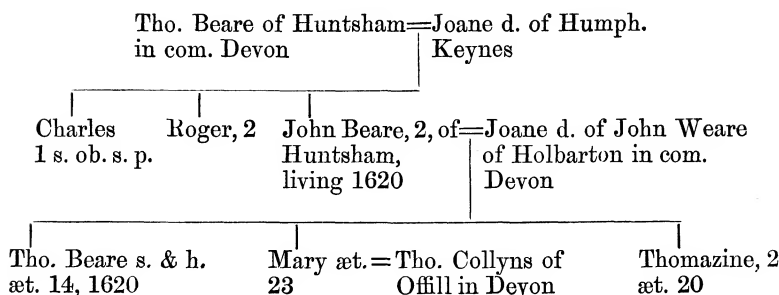 Tho. Beare of Huntsham=Joane d. of Humph.
in com. Devon Keynes
Charles Roger, 2 John Beare, 2, of=Joane d. of John Weare
1 s. ob. s. p. Huntsham, of Holbarton in com.
living 1620 Devon
Tho. Beare s. & h. Mary æt.=Tho. Collyns of Thomazine, 2
æt. 14, 1620 23 Offill in Devon æt. 20